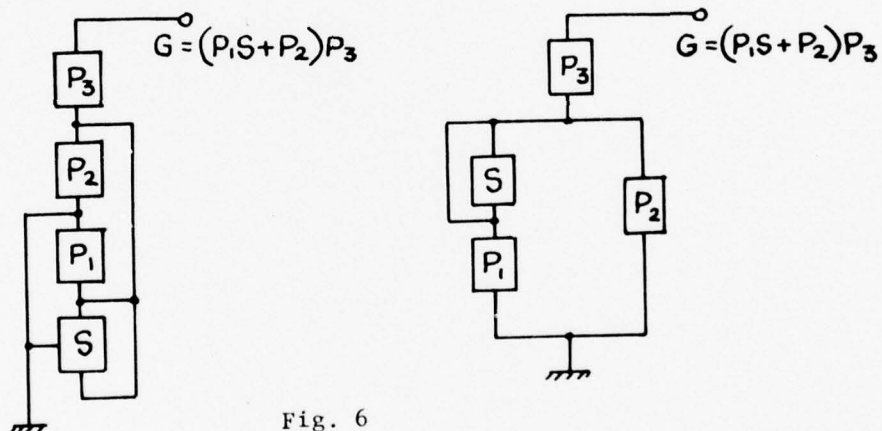 G = (P₁S + P₂)P₃
P₃
P₂
P₁
S
G = (P₁S + P₂)P₃
P₃
S
P₂
P₁
Fig. 6